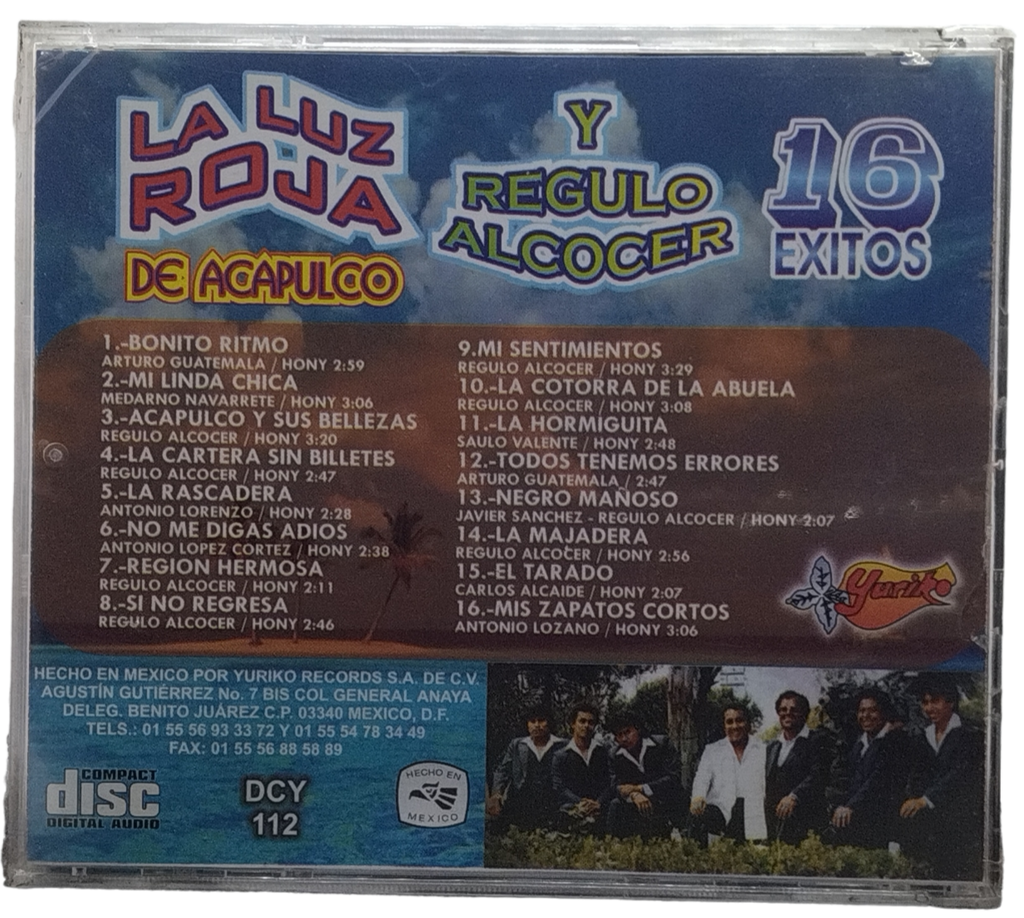 LA LUZ
ROJA
DE ACAPULCO
Y
RÉGULO
ALCOCER
16
EXITOS
1.-BONITO RITMO
ARTURO GUATEMALA / HONY 2:59
2.-MI LINDA CHICA
MEDARNO NAVARRETE / HONY 3:06
3.-ACAPULCO Y SUS BELLEZAS
REGULO ALCOCER / HONY 3:20
4.-LA CARTERA SIN BILLETES
REGULO ALCOCER / HONY 2:47
5.-LA RASCADERA
ANTONIO LORENZO / HONY 2:28
6.-NO ME DIGAS ADIOS
ANTONIO LOPEZ CORTEZ / HONY 2:38
7.-REGION HERMOSA
REGULO ALCOCER / HONY 2:11
8.-SI NO REGRESA
REGULO ALCOCER / HONY 2:46
9.MI SENTIMIENTOS
REGULO ALCOCER / HONY 3:29
10.-LA COTORRA DE LA ABUELA
REGULO ALCOCER / HONY 3:08
11.-LA HORMIGUITA
SAULO VALENTE / HONY 2:48
12.-TODOS TENEMOS ERRORES
ARTURO GUATEMALA / 2:47
13.-NEGRO MAÑOSO
JAVIER SANCHEZ - REGULO ALCOCER / HONY 2:07
14.-LA MAJADERA
REGULO ALCOCER / HONY 2:56
15.-EL TARADO
CARLOS ALCAIDE / HONY 2:07
16.-MIS ZAPATOS CORTOS
ANTONIO LOZANO / HONY 3:06
Yuriko
HECHO EN MEXICO POR YURIKO RECORDS S.A. DE C.V.
AGUSTÍN GUTIÉRREZ No. 7 BIS COL GENERAL ANAYA
DELEG. BENITO JUÁREZ C.P. 03340 MEXICO, D.F.
TELS.: 01 55 56 93 33 72 Y 01 55 54 78 34 49
FAX: 01 55 56 88 58 89
COMPACT
disc
DIGITAL AUDIO
DCY
112
HECHO EN
MEXICO